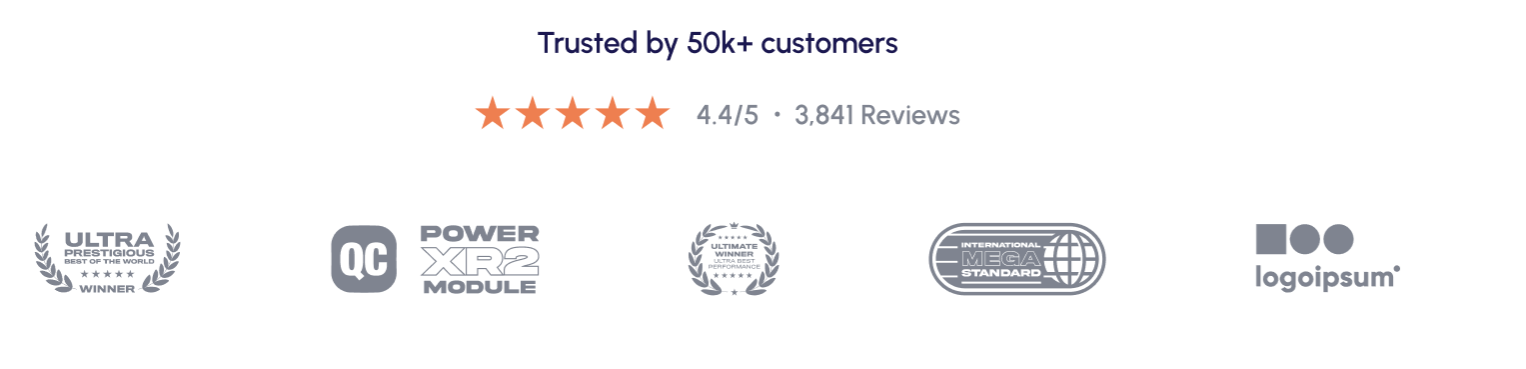 Trusted by 50k+ customers
4.4/5 • 3,841 Reviews
ULTRA
PRESTIGIOUS
BEST OF THE WORLD
WINNER
QC
POWER
XR2
MODULE
ULTIMATE
WINNER
ULTRA BEST
PERFORMANCE
INTERNATIONAL
MEGA
STANDARD
logoipsum